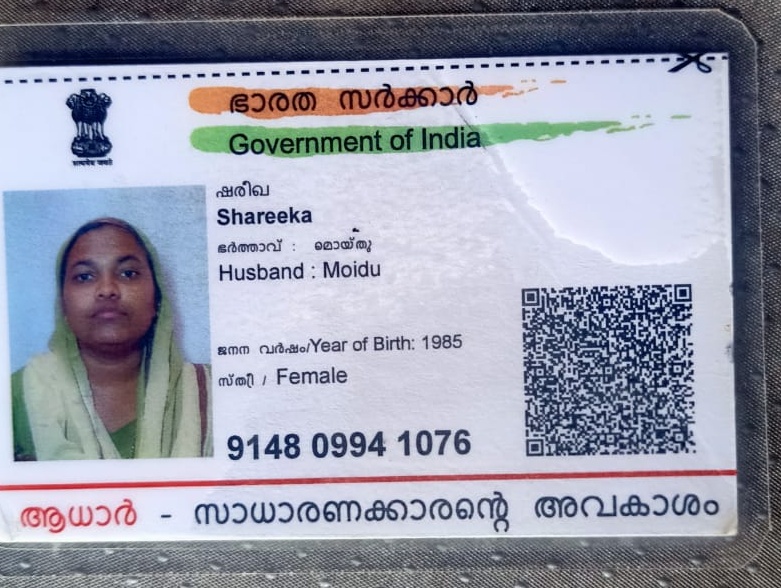 ഭാരത സർക്കാർ
Government of India
सत्यमेव जयते
ഷരീഖ
Shareeka
ഭർത്താവ് : മൊയ്തു
Husband : Moidu
ജനന വർഷം/Year of Birth: 1985
സ്ത്രീ / Female
9148 0994 1076
ആധാർ - സാധാരണക്കാരന്റെ അവകാശം